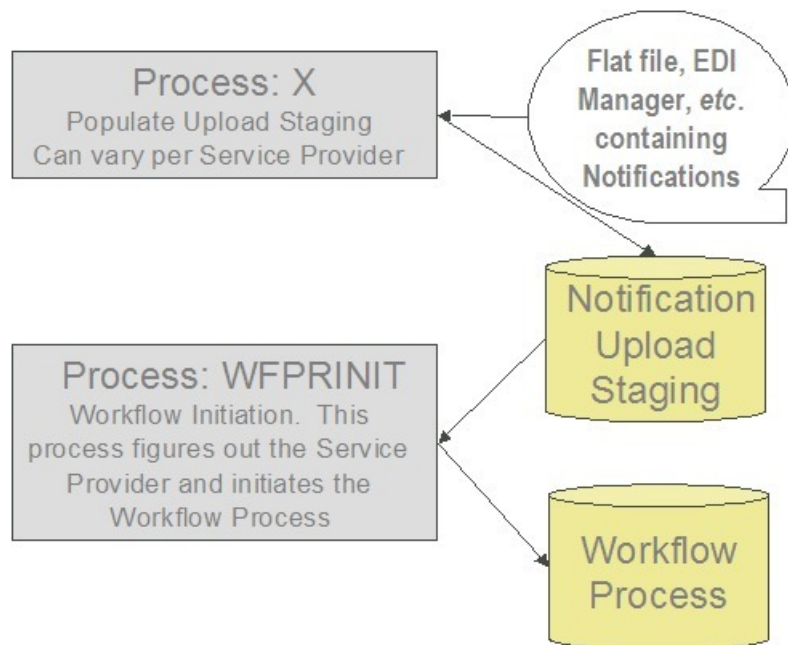 Process: X
Populate Upload Staging
Can vary per Service Provider
Flat file, EDI
Manager, etc.
containing
Notifications
Notification
Upload
Staging
Process: WFPRINIT
Workflow Initiation.  This
process figures out the Service
Provider and initiates the
Workflow Process
Workflow
Process